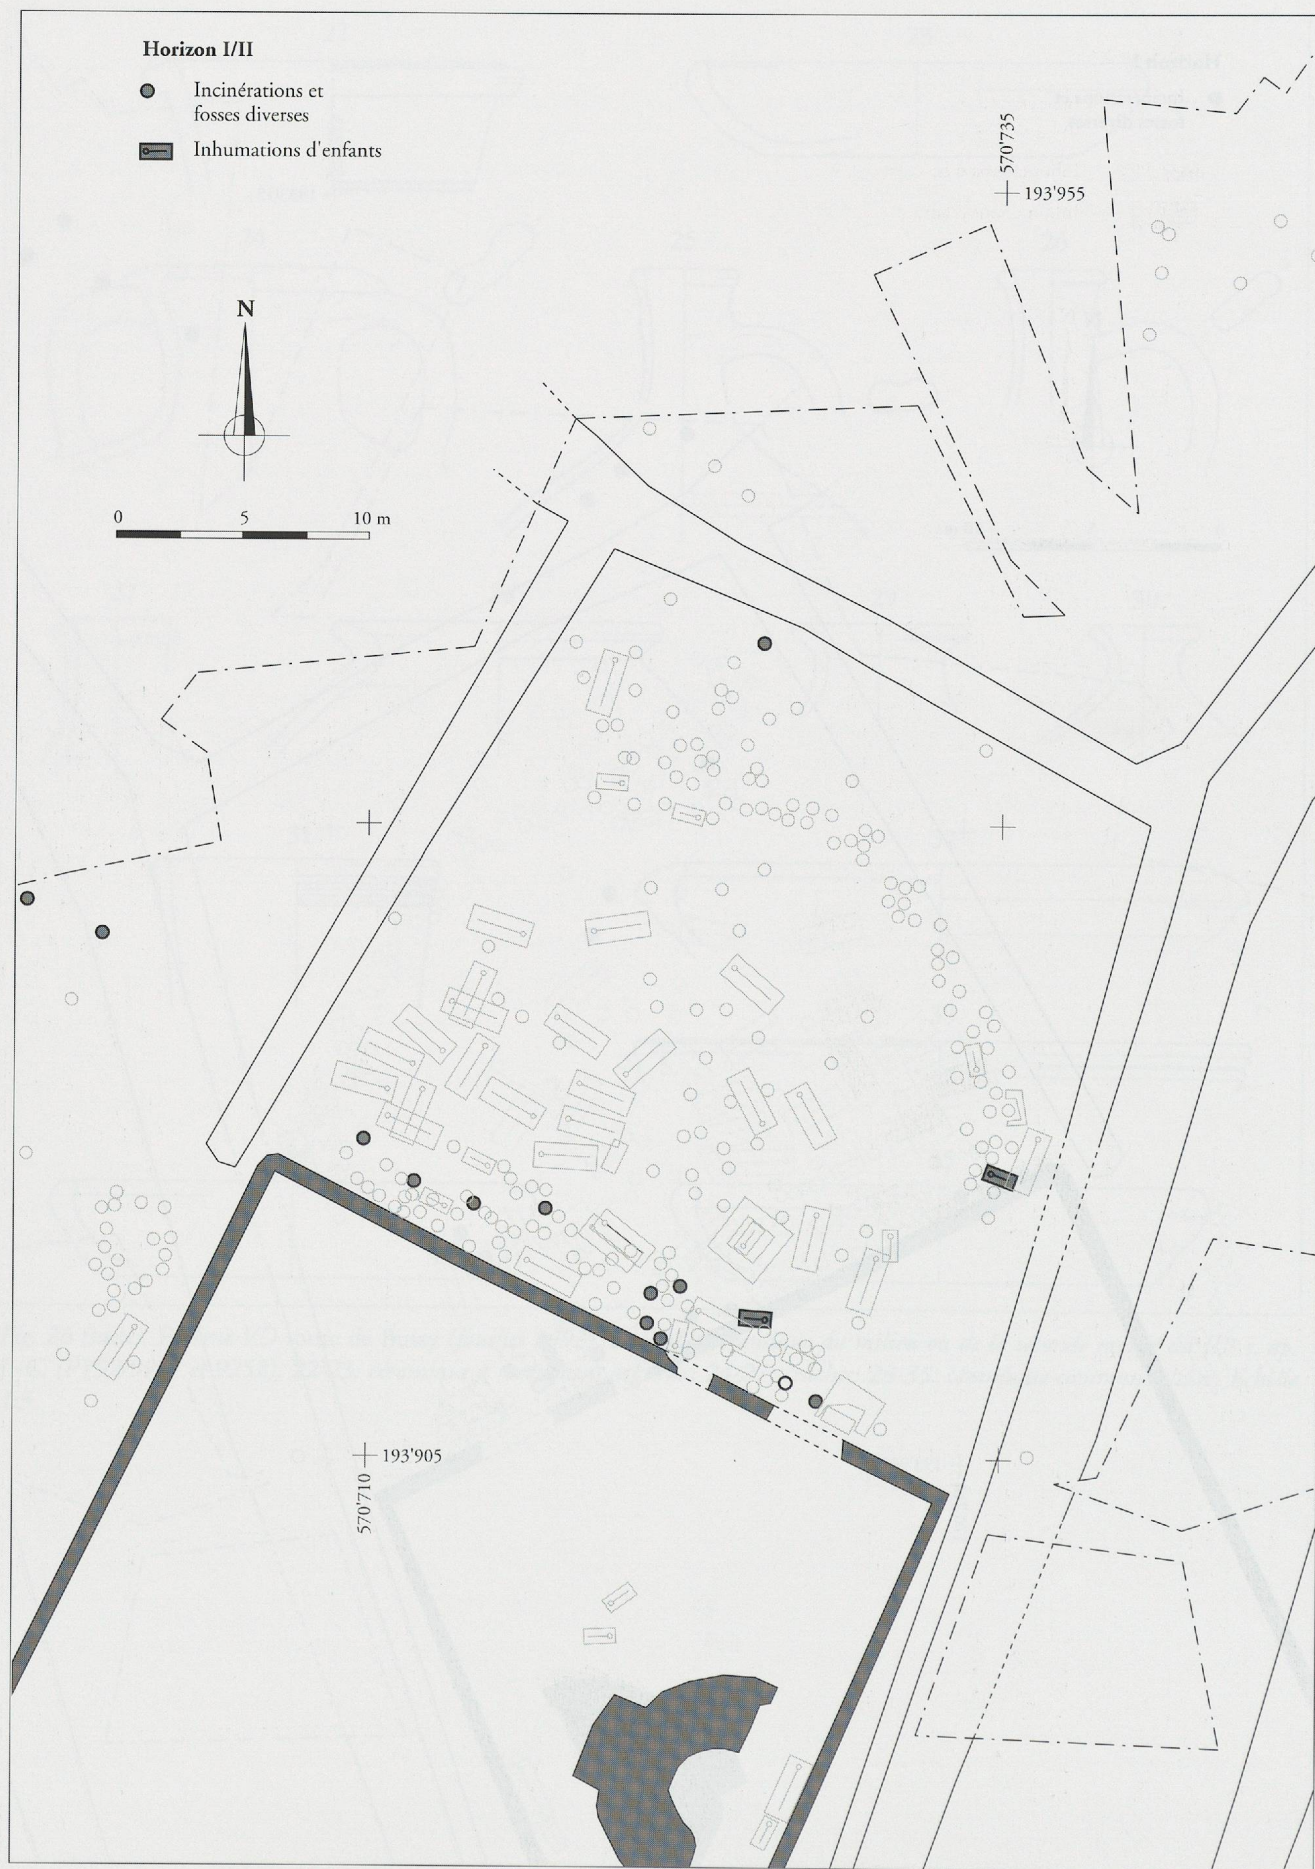 Horizon I/II
Incinérations et
fosses diverses
Inhumations d'enfants
570'735
193'955
N
0 5 10 m
193'905
570'710